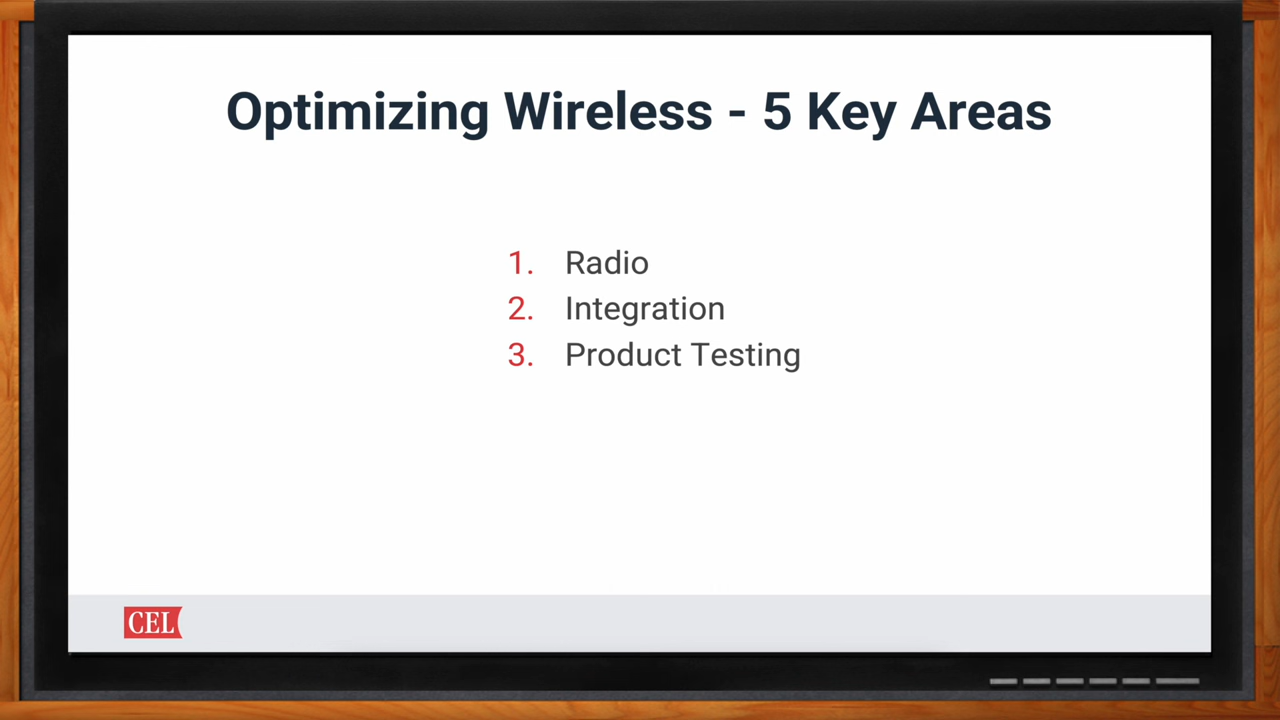 Optimizing Wireless - 5 Key Areas
1. Radio
2. Integration
3. Product Testing
CEL